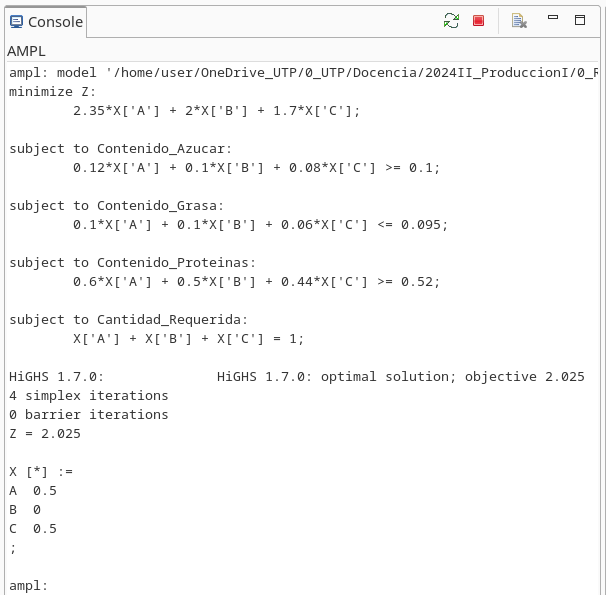 Console
AMPL
ampl: model '/home/user/OneDrive_UTP/0_UTP/Docencia/2024II_ProduccionI/0_
minimize Z:
2.35*X['A'] + 2*X['B'] + 1.7*X['C'];
subject to Contenido_Azucar:
0.12*X['A'] + 0.1*X['B'] + 0.08*X['C'] >= 0.1;
subject to Contenido_Grasa:
0.1*X['A'] + 0.1*X['B'] + 0.06*X['C'] <= 0.095;
subject to Contenido_Proteinas:
0.6*X['A'] + 0.5*X['B'] + 0.44*X['C'] >= 0.52;
subject to Cantidad_Requerida:
X['A'] + X['B'] + X['C'] = 1;
HiGHS 1.7.0: HiGHS 1.7.0: optimal solution; objective 2.025
4 simplex iterations
0 barrier iterations
Z = 2.025
X [*] :=
A 0.5
B 0
C 0.5
;
ampl: